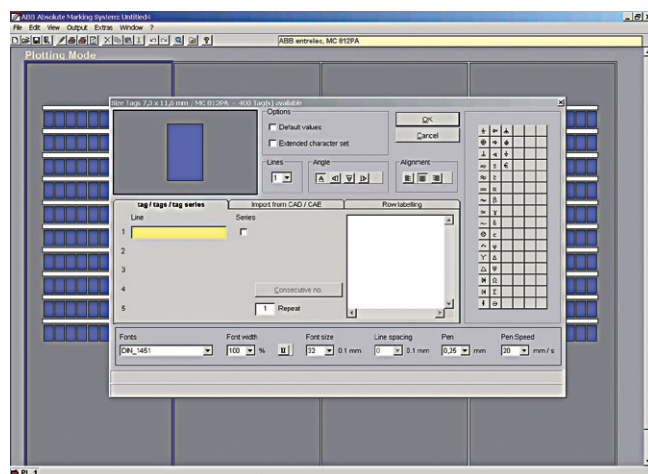 ABB Absolute Marking System: Untitled4
File Edit View Output Extras Window ?
ABB entrelec, MC 812PA
Plotting Mode
Size Tags 7,3 x 11,6 mm / MC 812PA - 400 Tag(s) available
Options
Default values
Extended character set
OK
Cancel
Lines
Angle
Alignment
1
tag / tags / tag series
Import from CAD / CAE
Row labelling
Line
Series
1
2
3
4
Consecutive no.
5
1 Repeat
Fonts
Font width
Font size
Line spacing
Pen
Pen Speed
DIN_1451
100 %
U
32 0.1 mm
0 0.1 mm
0,25 mm
20 mm / s
PL 1